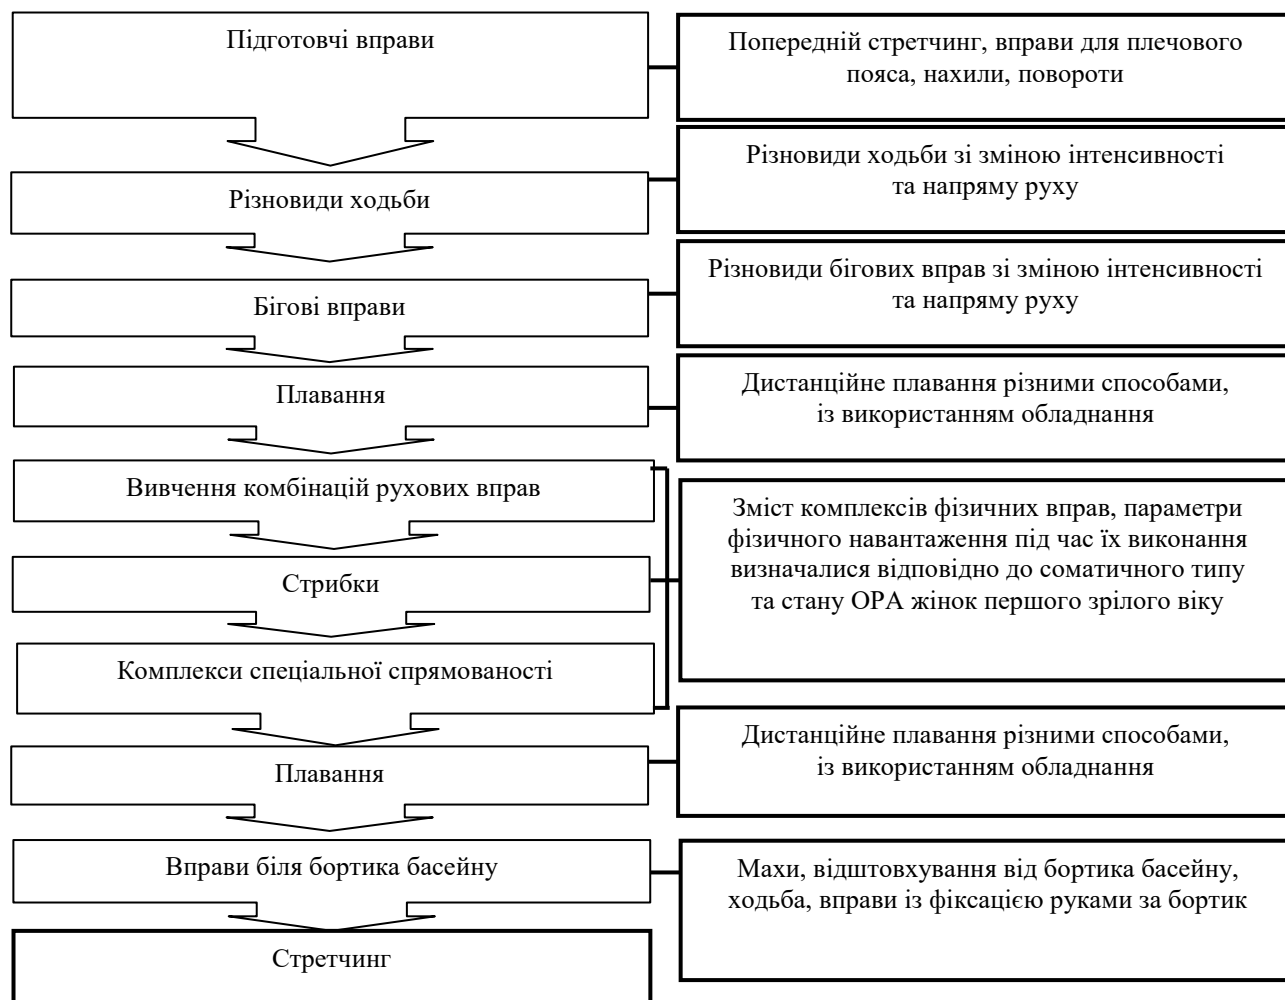 Підготовчі вправи
Попередній стретчинг, вправи для плечового
пояса, нахили, повороти
Різновиди ходьби
Різновиди ходьби зі зміною інтенсивності
та напряму руху
Бігові вправи
Різновиди бігових вправ зі зміною інтенсивності
та напряму руху
Плавання
Дистанційне плавання різними способами,
із використанням обладнання
Вивчення комбінацій рухових вправ
Стрибки
Комплекси спеціальної спрямованості
Зміст комплексів фізичних вправ, параметри
фізичного навантаження під час їх виконання
визначалися відповідно до соматичного типу
та стану ОРА жінок першого зрілого віку
Плавання
Дистанційне плавання різними способами,
із використанням обладнання
Вправи біля бортика басейну
Махи, відштовхування від бортика басейну,
ходьба, вправи із фіксацією руками за бортик
Стретчинг